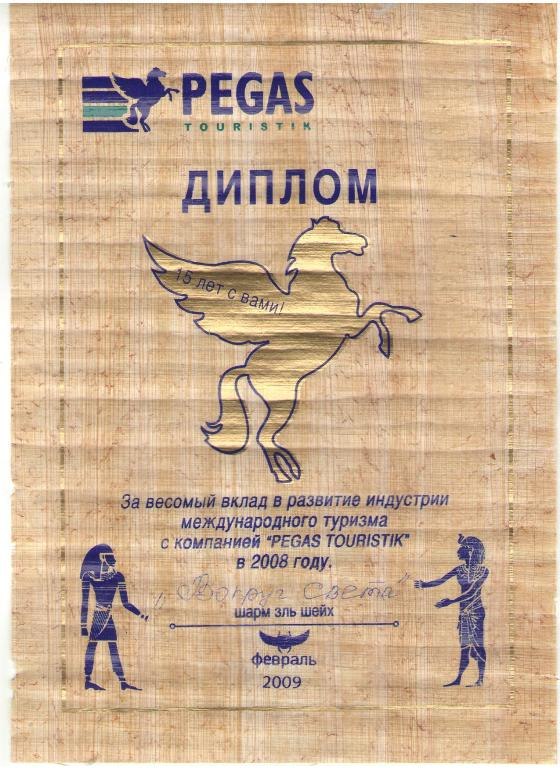 PEGAS
TOURISTIK
ДИПЛОМ
15 лет с вами!
За весомый вклад в развитие индустрии
международного туризма
с компанией "PEGAS TOURISTIK"
в 2008 году.
"Вокруг света"
шарм эль шейх
февраль
2009